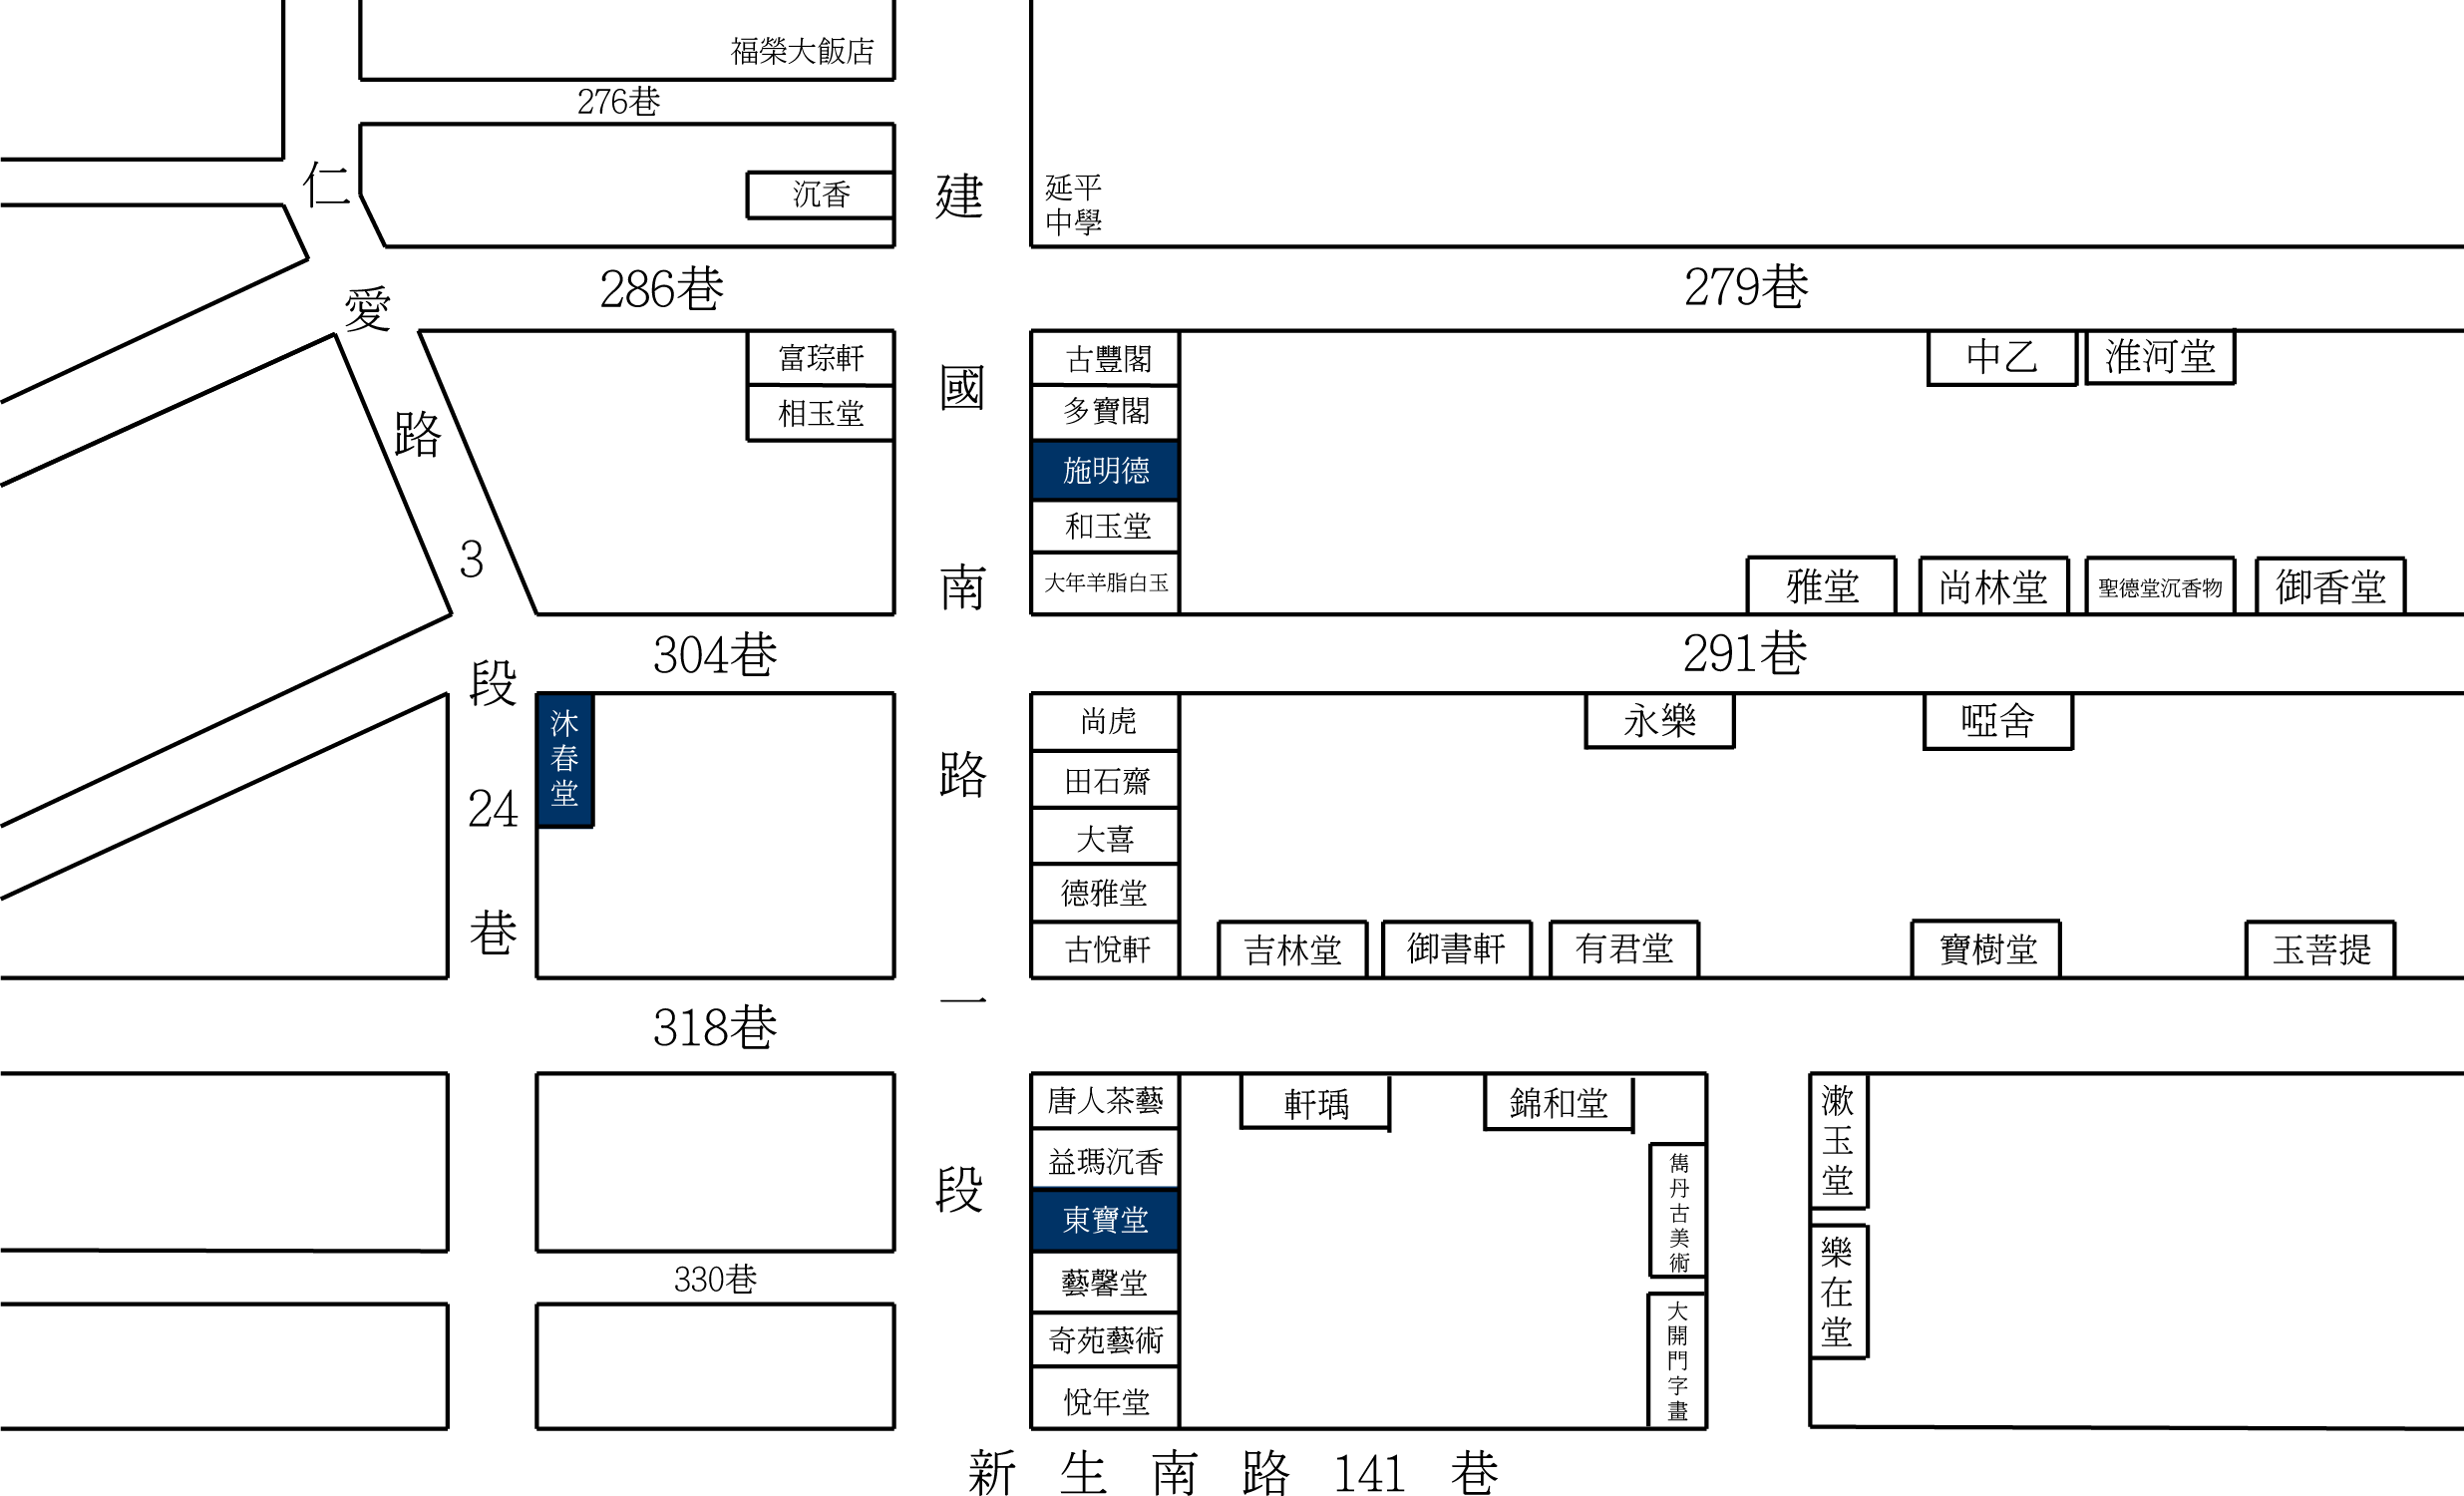 福榮大飯店
276巷
沉香
延平
中學
286巷
279巷
富琮軒
相玉堂
古豐閣
多寶閣
施明德
和玉堂
大年羊脂白玉
中乙
淮河堂
雅堂
尚林堂
聖德堂沉香物
御香堂
仁愛路3段24巷
建國南路一段
304巷
291巷
沐春堂
尚虎
田石齋
大喜
德雅堂
古悅軒
永樂
啞舍
吉林堂
御書軒
有君堂
寶樹堂
玉菩提
318巷
唐人茶藝
益瑪沉香
東寶堂
藝馨堂
奇苑藝術
悅年堂
軒瑀
錦和堂
雋丹古美術
大開門字畫
漱玉堂
樂在堂
330巷
新生南路141巷